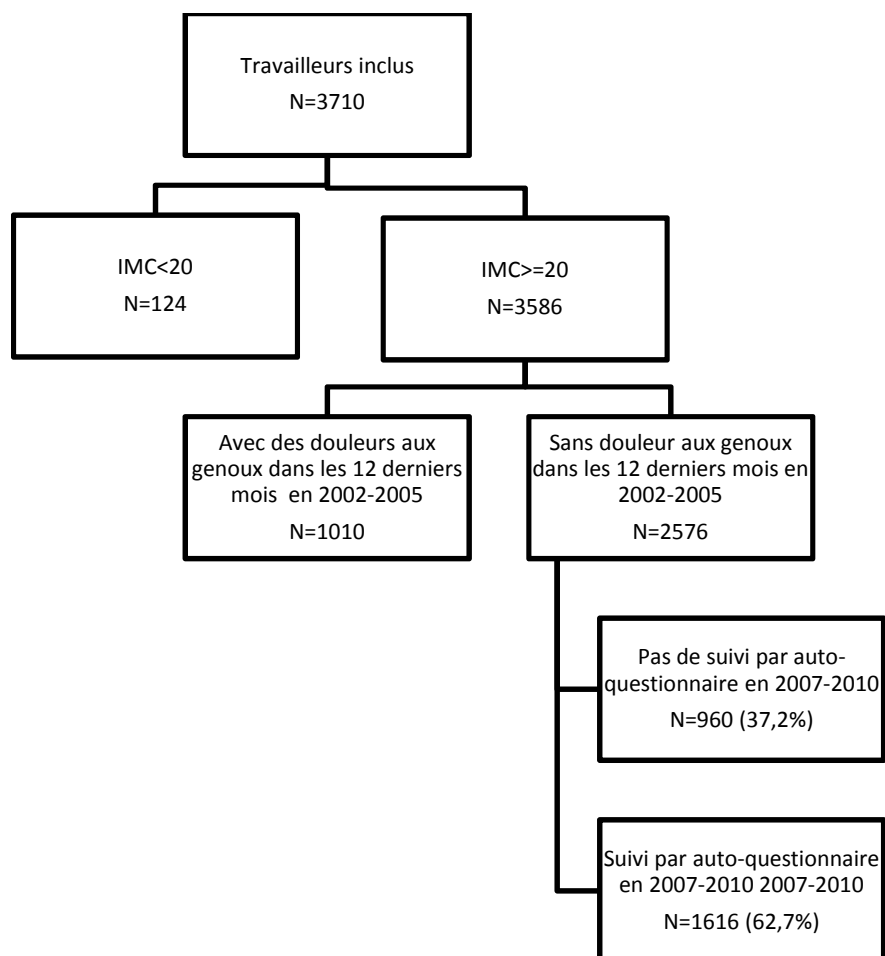 Travailleurs inclus
N=3710
IMC<20
N=124
IMC>=20
N=3586
Avec des douleurs aux
genoux dans les 12 derniers
mois en 2002-2005
N=1010
Sans douleur aux genoux
dans les 12 derniers mois en
2002-2005
N=2576
Pas de suivi par auto-
questionnaire en 2007-2010
N=960 (37,2%)
Suivi par auto-questionnaire
en 2007-2010 2007-2010
N=1616 (62,7%)